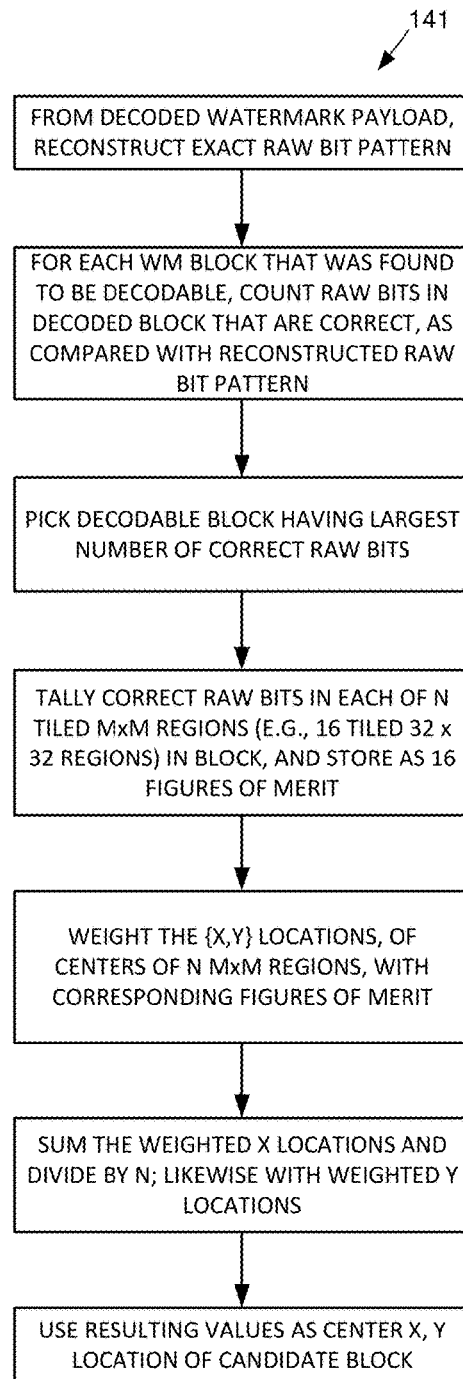 141
FROM DECODED WATERMARK PAYLOAD,
RECONSTRUCT EXACT RAW BIT PATTERN
FOR EACH WM BLOCK THAT WAS FOUND
TO BE DECODABLE, COUNT RAW BITS IN
DECODED BLOCK THAT ARE CORRECT, AS
COMPARED WITH RECONSTRUCTED RAW
BIT PATTERN
PICK DECODABLE BLOCK HAVING LARGEST
NUMBER OF CORRECT RAW BITS
TALLY CORRECT RAW BITS IN EACH OF N
TILED MxM REGIONS (E.G., 16 TILED 32 x
32 REGIONS) IN BLOCK, AND STORE AS 16
FIGURES OF MERIT
WEIGHT THE {X,Y} LOCATIONS, OF
CENTERS OF N MxM REGIONS, WITH
CORRESPONDING FIGURES OF MERIT
SUM THE WEIGHTED X LOCATIONS AND
DIVIDE BY N; LIKEWISE WITH WEIGHTED Y
LOCATIONS
USE RESULTING VALUES AS CENTER X, Y
LOCATION OF CANDIDATE BLOCK